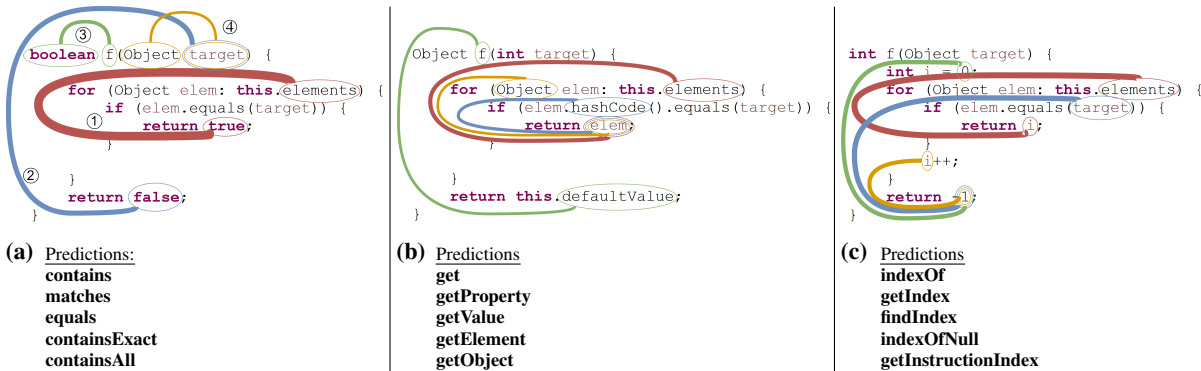 boolean f(Object target) {
for (Object elem: this.elements) {
if (elem.equals(target)) {
return true;
}
}
return false;
}
① ② ③ ④
(a) Predictions:
contains
matches
equals
containsExact
containsAll
Object f(int target) {
for (Object elem: this.elements) {
if (elem.hashCode().equals(target)) {
return elem;
}
}
return this.defaultValue;
}
(b) Predictions
get
getProperty
getValue
getElement
getObject
int f(Object target) {
int i = 0;
for (Object elem: this.elements) {
if (elem.equals(target)) {
return i;
}
i++;
}
return -1;
}
(c) Predictions
indexOf
getIndex
findIndex
indexOfNull
getInstructionIndex